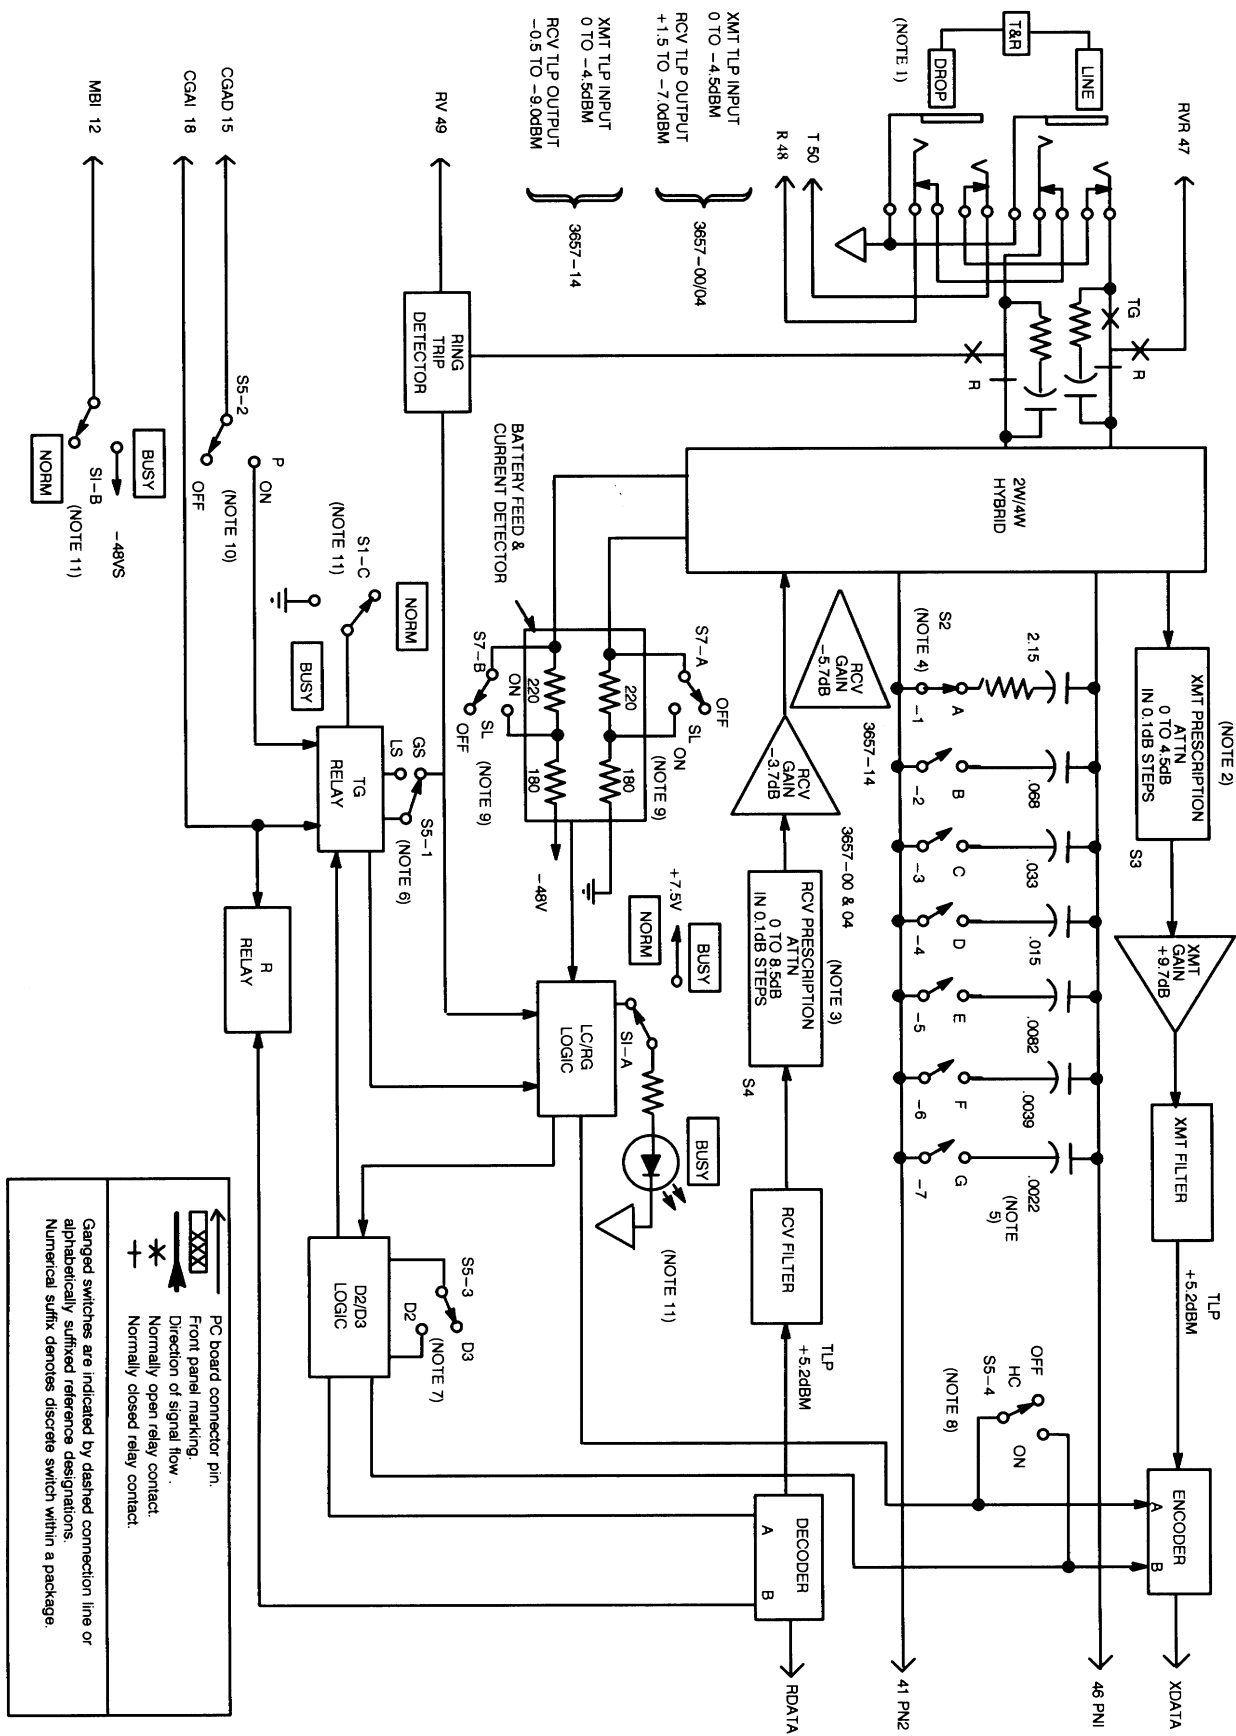 (NOTE 1)
DROP
T&R
LINE
RVR 47
XMT TLP INPUT
0 TO −4.5dBM
RCV TLP OUTPUT
+1.5 TO −7.0dBM
3657−00/04
XMT TLP INPUT
0 TO −4.5dBM
RCV TLP OUTPUT
−0.5 TO −9.0dBM
3657−14
T 50
R 48
RV 49
CGAD 15
CGAI 18
MBI 12
TG
R
R
RING
TRIP
DETECTOR
2W/4W
HYBRID
BATTERY FEED &
CURRENT DETECTOR
(NOTE 2)
XMT PRESCRIPTION
ATTN
0 TO 4.5dB
IN 0.1dB STEPS
S3
XMT
GAIN
+9.7dB
XMT FILTER
TLP
+5.2dBM
ENCODER
A
B
XDATA
46 PNI
41 PN2
RDATA
S2
(NOTE 4)
2.15
A
−1
.068
B
−2
.033
C
−3
.015
D
−4
.0082
E
−5
.0039
F
−6
.0022
G
−7
(NOTE
5)
OFF
HC
S5−4
ON
(NOTE 8)
RCV
GAIN
−5.7dB
3657−14
RCV
GAIN
−3.7dB
3657−00 & 04
(NOTE 3)
RCV PRESCRIPTION
ATTN
0 TO 8.5dB
IN 0.1dB STEPS
S4
RCV FILTER
TLP
+5.2dBM
DECODER
A
B
S7−A
OFF
SL
ON
(NOTE 9)
220
180
S7−B
220
180
ON
SL
OFF
(NOTE 9)
−48V
+7.5V
BUSY
NORM
SI−A
LC/RG
LOGIC
BUSY
(NOTE 11)
S5−2
P
ON
OFF
(NOTE 10)
BUSY
−48VS
SI−B
NORM
(NOTE 11)
S1−C
(NOTE 11)
NORM
BUSY
TG
RELAY
GS
LS
S5−1
(NOTE 6)
R
RELAY
D2/D3
LOGIC
S5−3
D3
D2
(NOTE 7)
PC board connector pin.
XXX
Front panel marking.
Direction of signal flow .
Normally open relay contact.
Normally closed relay contact.
Ganged switches are indicated by dashed connection line or
alphabetically suffixed reference designations.
Numerical suffix denotes discrete switch within a package.